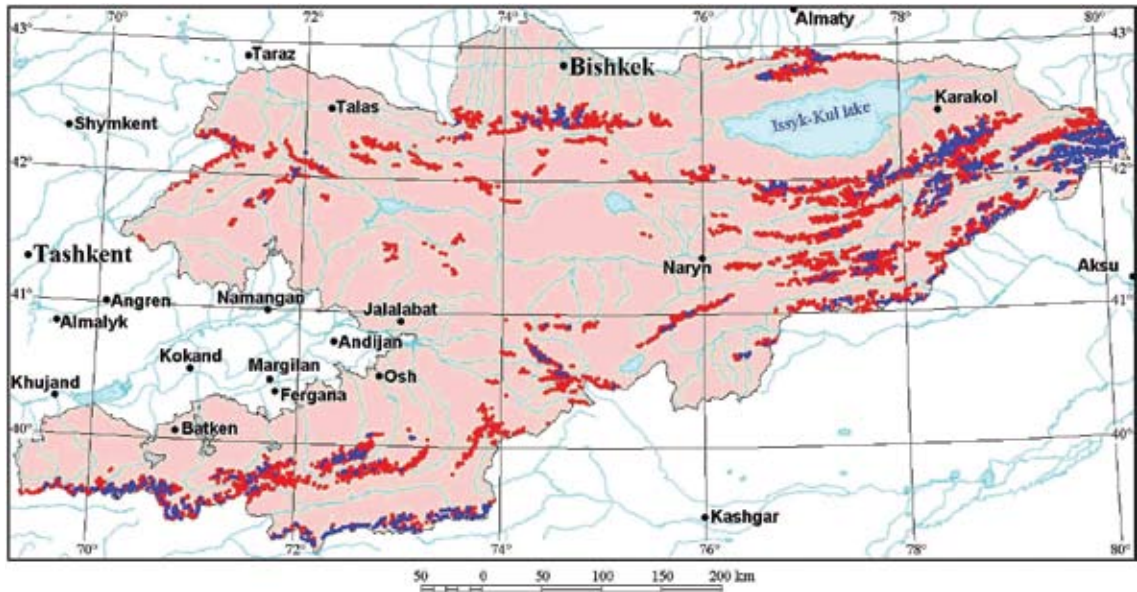 Almaty
43° 43°
Taraz
Bishkek
Talas
Karakol
Shymkent
Issyk-Kul lake
42° 42°
Tashkent
Naryn
Aksu
Angren
Namangan
41° 41°
Jalalabat
Almalyk
Andijan
Kokand
Margilan
Osh
Khujand
Fergana
Batken
40° 40°
Kashgar
70° 72° 74° 76° 78° 80°
70° 72° 74° 76° 78° 80°
50 0 50 100 150 200 km